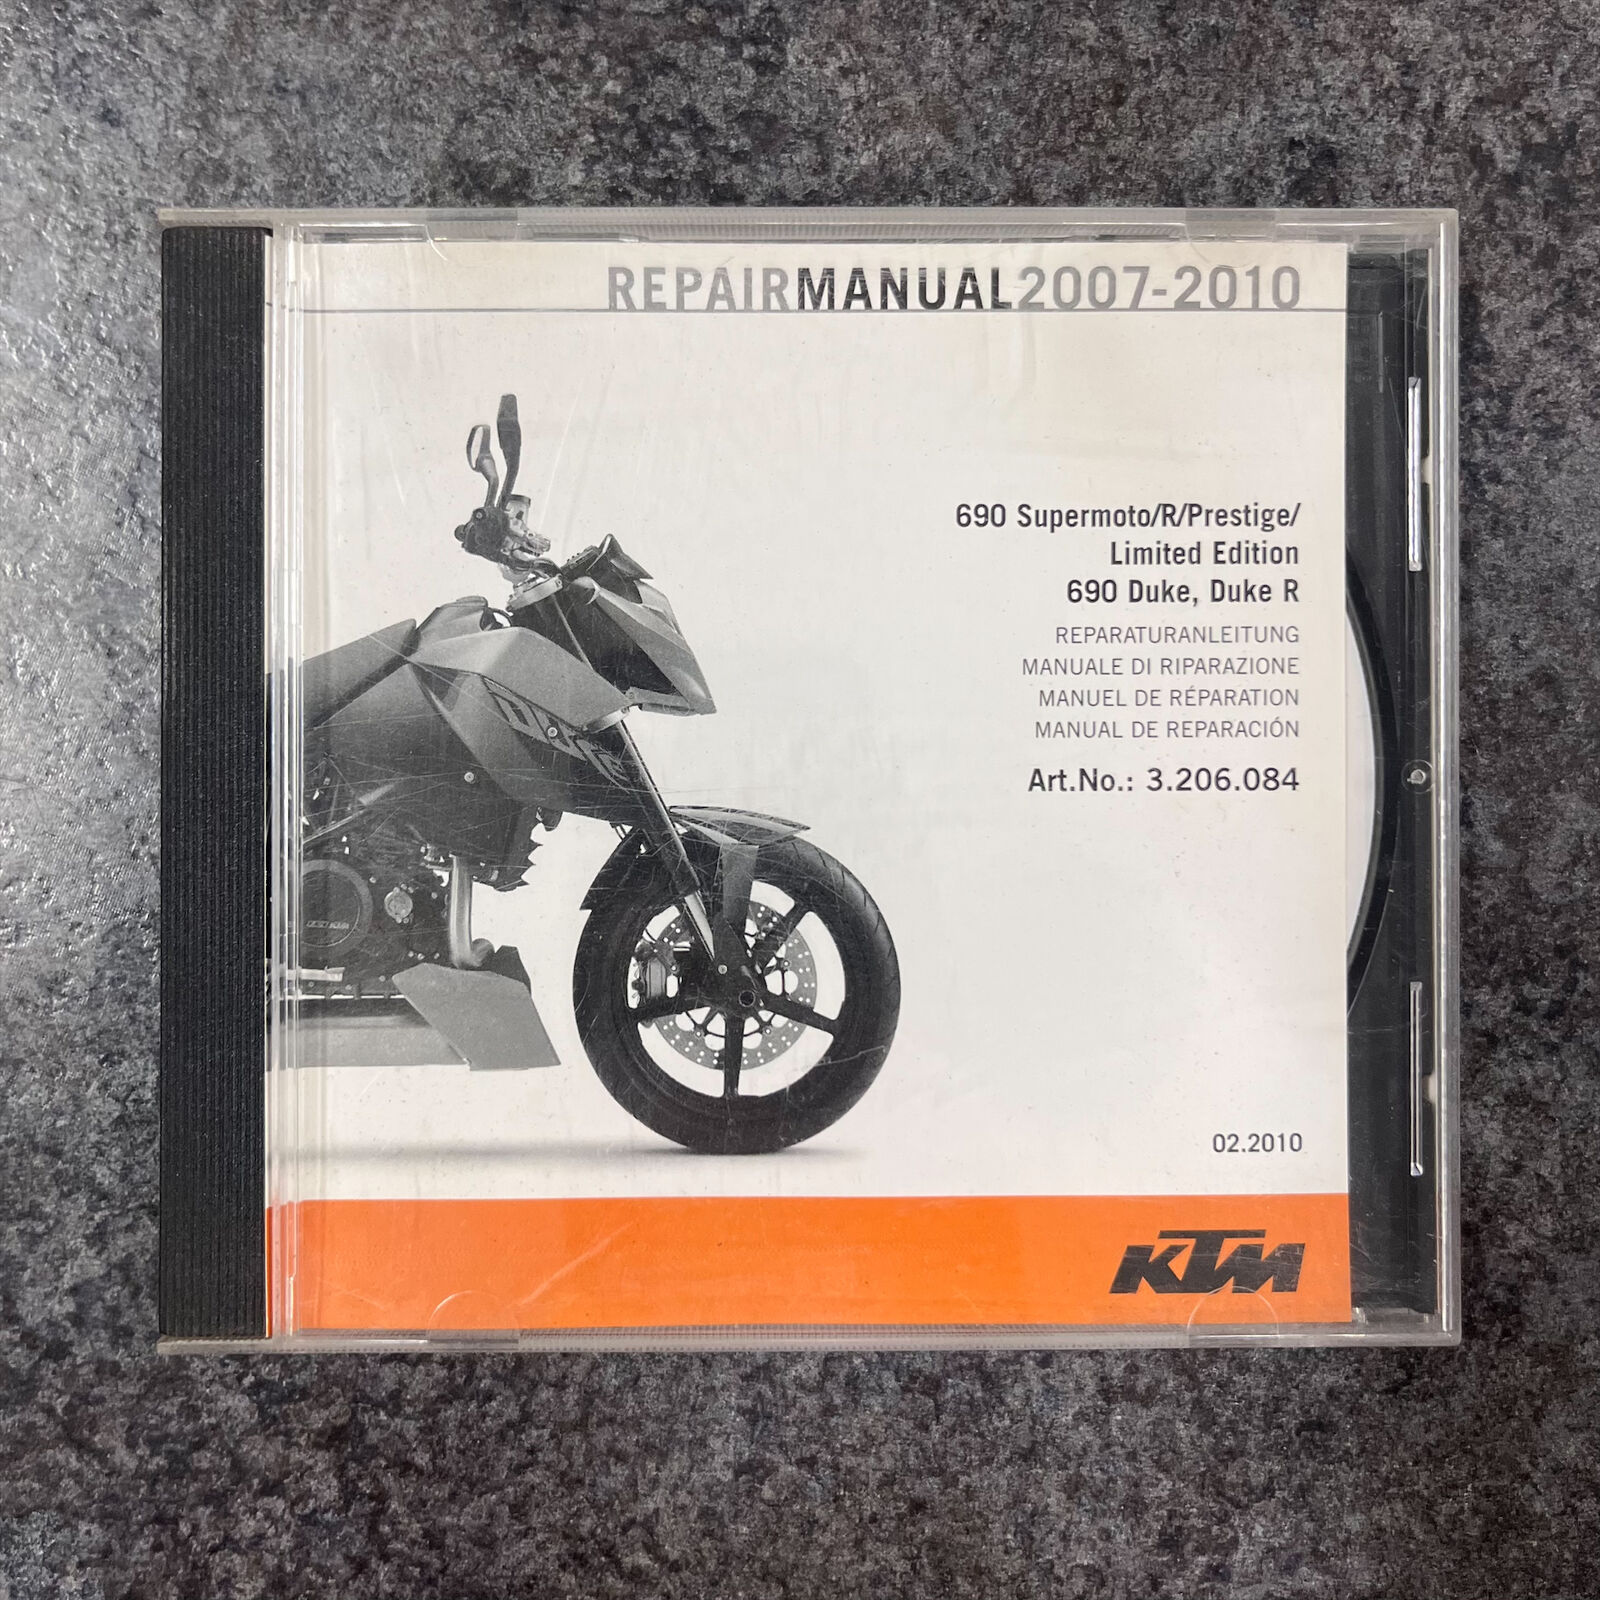 REPAIRMANUAL2007-2010
690 Supermoto/R/Prestige/
Limited Edition
690 Duke, Duke R
REPARATURANLEITUNG
MANUALE DI RIPARAZIONE
MANUEL DE RÉPARATION
MANUAL DE REPARACIÓN
Art.No.: 3.206.084
DUKE
02.2010
KTM